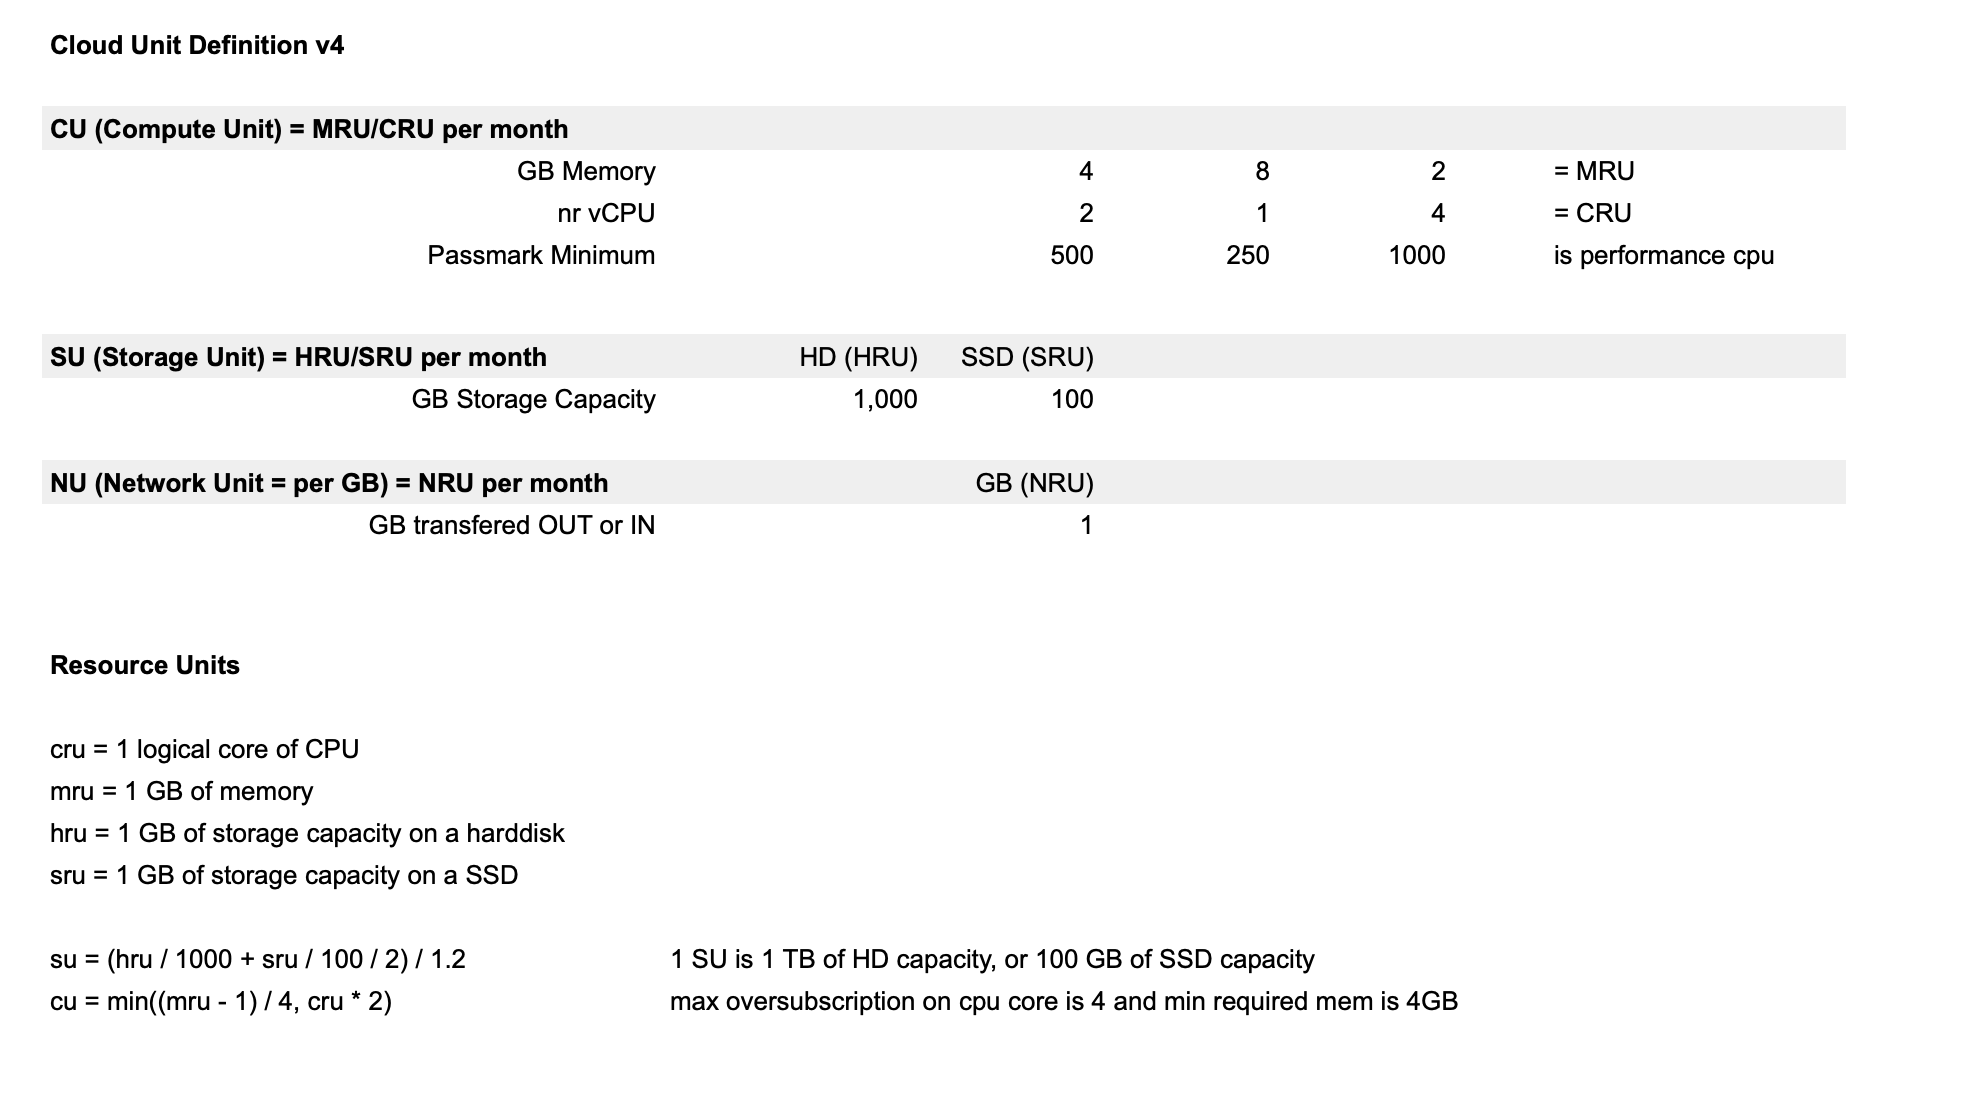 Cloud Unit Definition v4
CU (Compute Unit) = MRU/CRU per month
GB Memory 4 8 2 = MRU
nr vCPU 2 1 4 = CRU
Passmark Minimum 500 250 1000 is performance cpu
SU (Storage Unit) = HRU/SRU per month HD (HRU) SSD (SRU)
GB Storage Capacity 1,000 100
NU (Network Unit = per GB) = NRU per month GB (NRU)
GB transfered OUT or IN 1
Resource Units
cru = 1 logical core of CPU
mru = 1 GB of memory
hru = 1 GB of storage capacity on a harddisk
sru = 1 GB of storage capacity on a SSD
su = (hru / 1000 + sru / 100 / 2) / 1.2 1 SU is 1 TB of HD capacity, or 100 GB of SSD capacity
cu = min((mru - 1) / 4, cru * 2) max oversubscription on cpu core is 4 and min required mem is 4GB